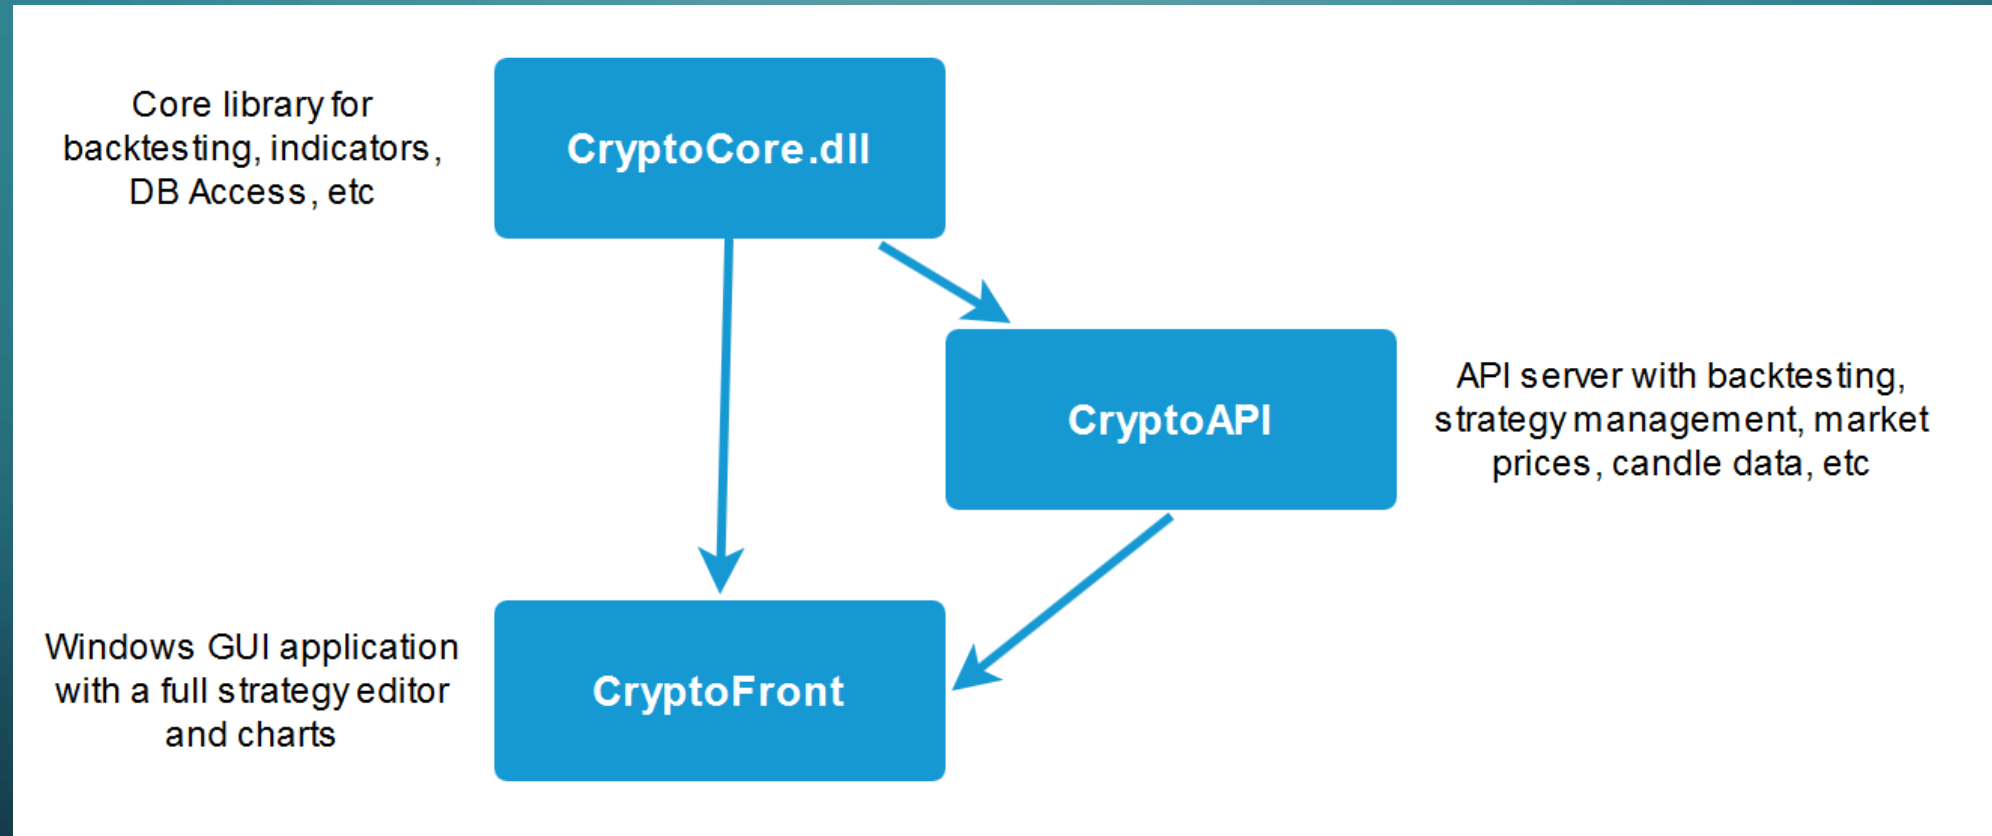 Core library for
backtesting, indicators,
DB Access, etc
CryptoCore.dll
CryptoAPI
API server with backtesting,
strategy management, market
prices, candle data, etc
Windows GUI application
with a full strategy editor
and charts
CryptoFront